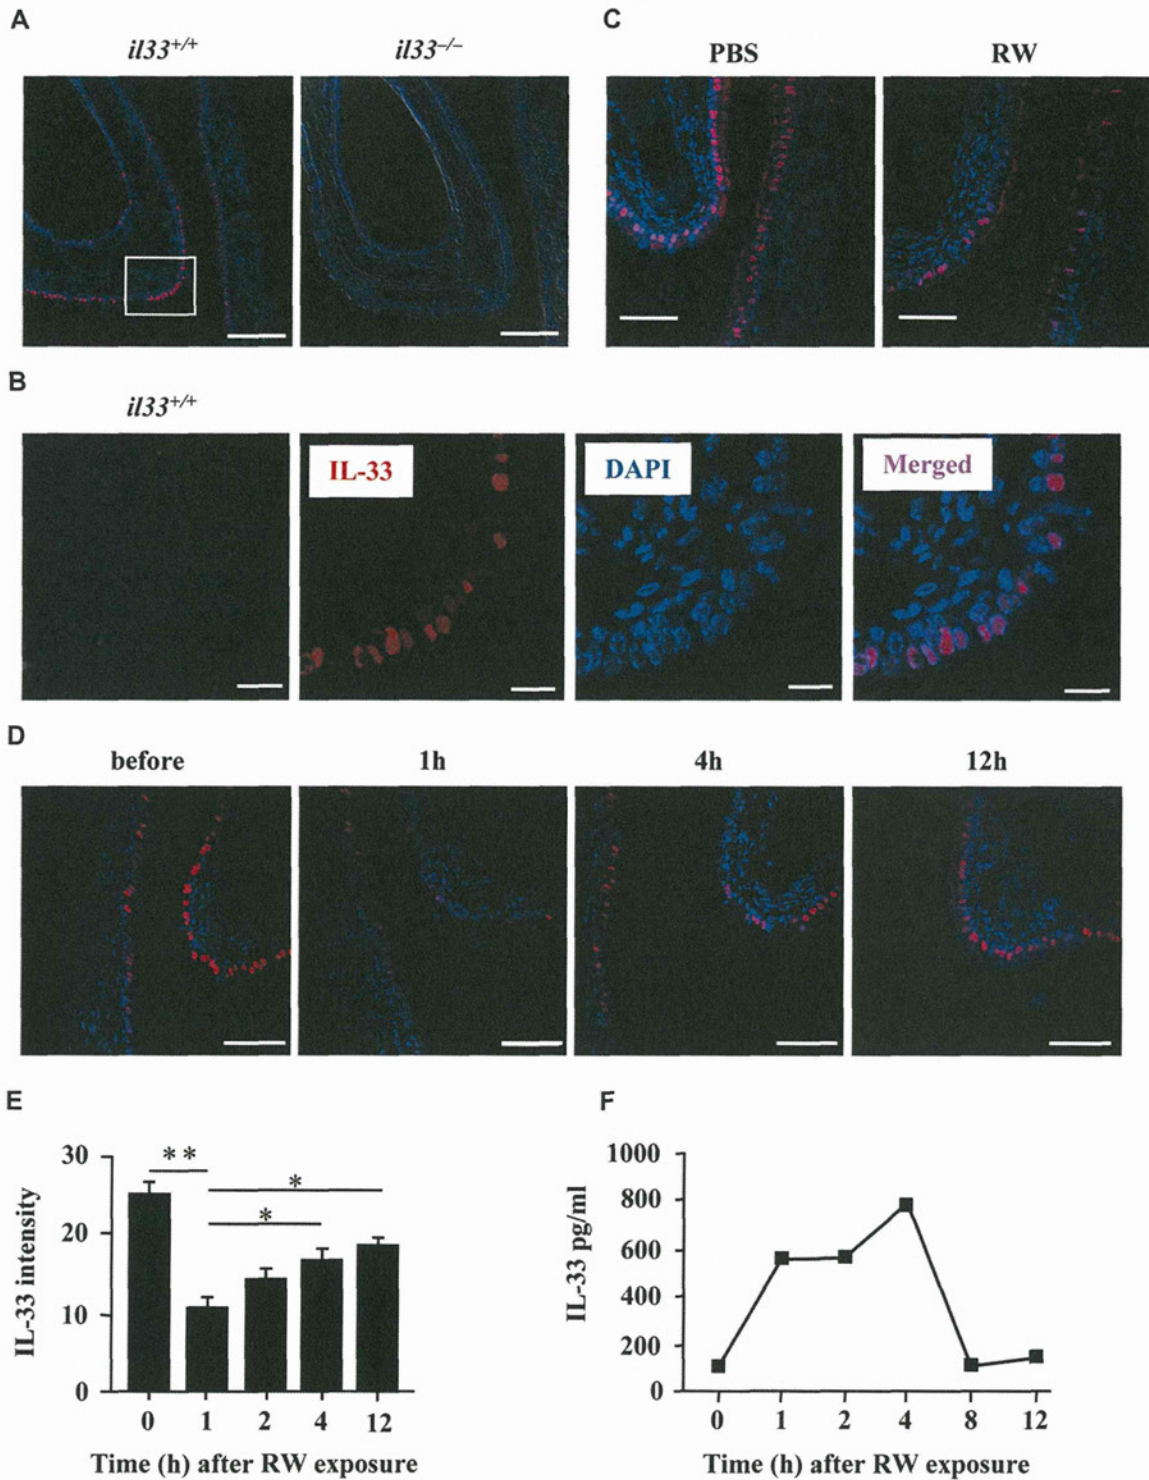 A
il33+/+
il33–/–
C
PBS
RW
B
il33+/+
IL-33
DAPI
Merged
D
before
1h
4h
12h
E
30
20
10
0
IL-33 intensity
**
*
*
0 1 2 4 12
Time (h) after RW exposure
F
1000
800
600
400
200
0
IL-33 pg/ml
0 1 2 4 8 12
Time (h) after RW exposure